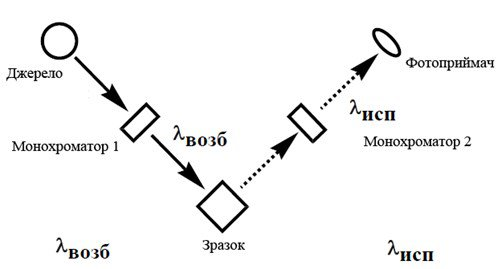 Джерело
Фотоприймач
λисп
Монохроматор 1
λвозб
Монохроматор 2
Зразок
λвозб
λисп